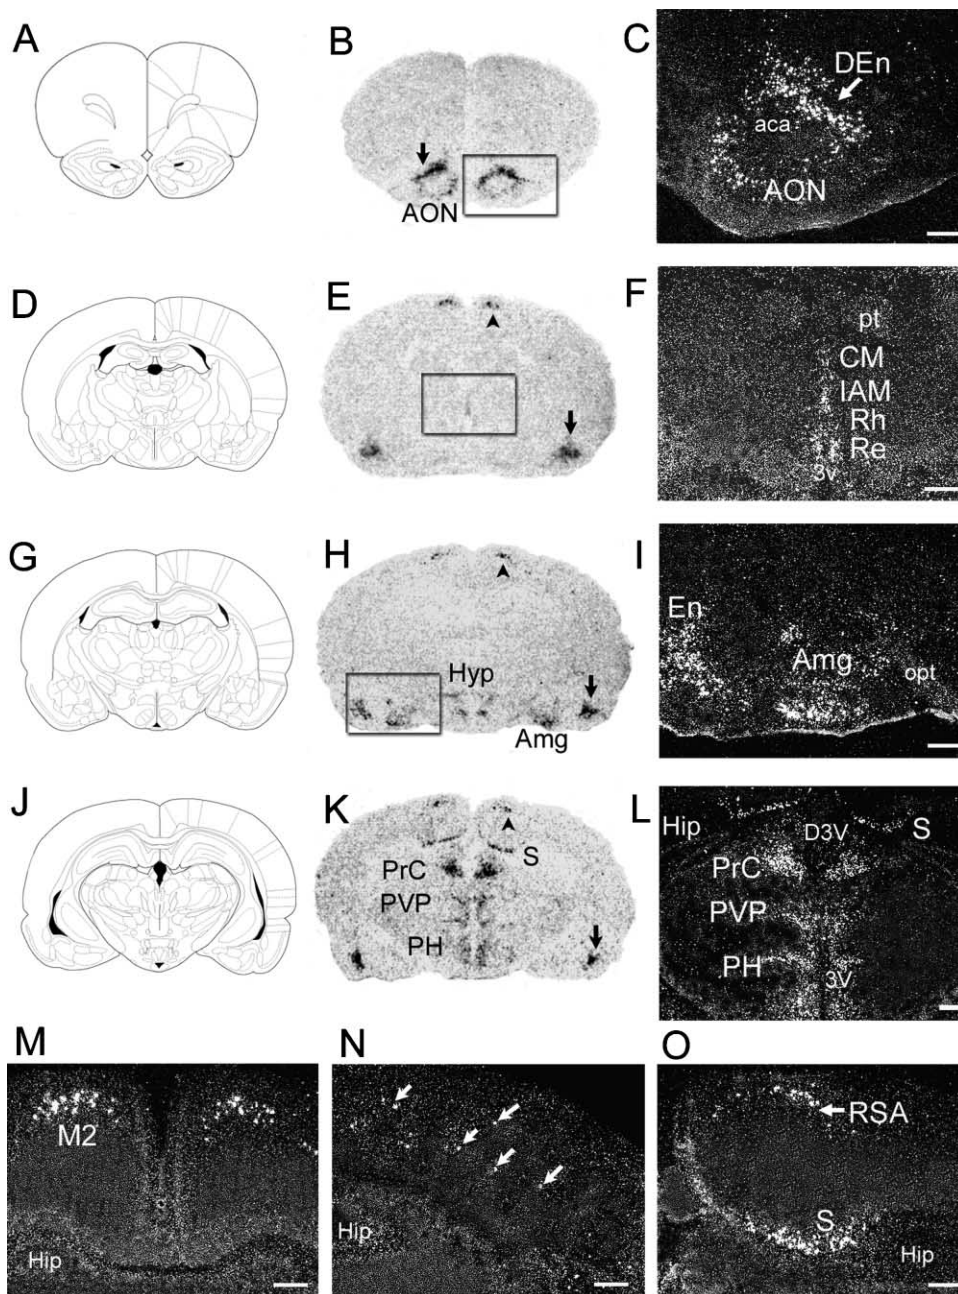 A
B
AON
C
DEn
aca
AON
D
E
F
pt
CM
IAM
Rh
Re
3v
G
H
Hyp
Amg
I
En
Amg
opt
J
K
S
PrC
PVP
PH
L
Hip
D3V
S
PrC
PVP
PH
3V
M
M2
Hip
N
Hip
O
RSA
S
Hip